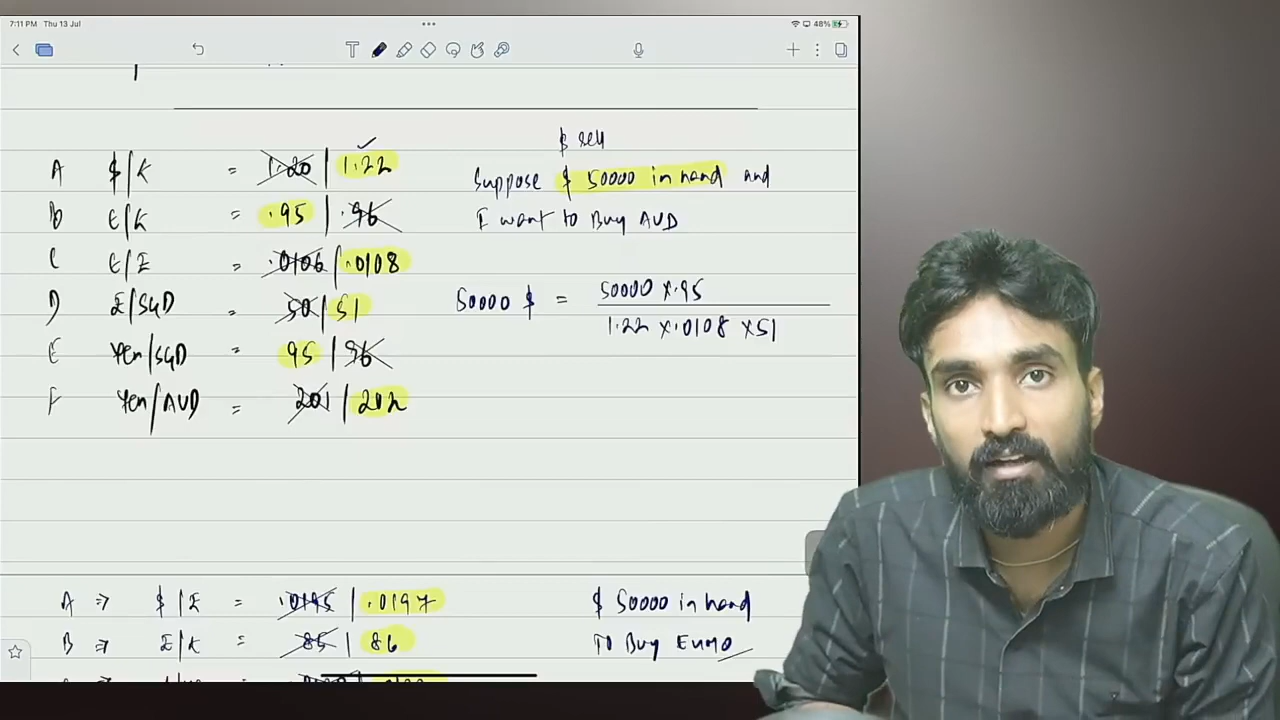 7:11 PM Thu 13 Jul
48%
$ sell
A $/K = 1.20 | 1.22
Suppose $ 50000 in hand and
B E/K = .95 | .96
I want to Buy AUD
C E/I = .0106 | .0108
50000 $ = 50000 × .95
1.22 × .0108 × 51
D I/SGD = 50 | 51
E Yen/SGD = 95 | 96
F Yen/AUD = 201 | 202
A ⇒ $/I = .0195 | .0197
$ 50000 in hand
B ⇒ I/K = 85 | 86
To Buy EURO